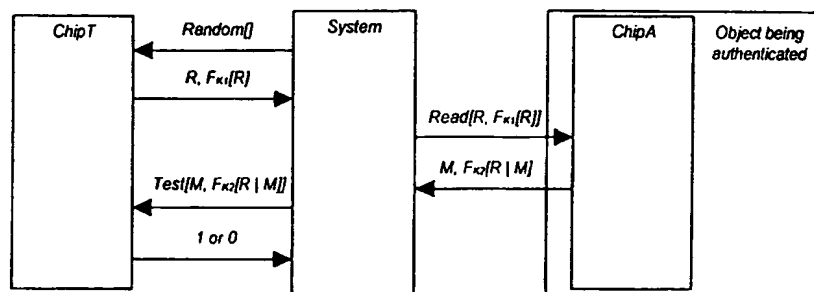 ChipT
System
ChipA
Object being
authenticated
Random[]
R, FK1[R]
Read[R, FK1[R]]
M, FK2[R | M]
Test[M, FK2[R | M]]
1 or 0